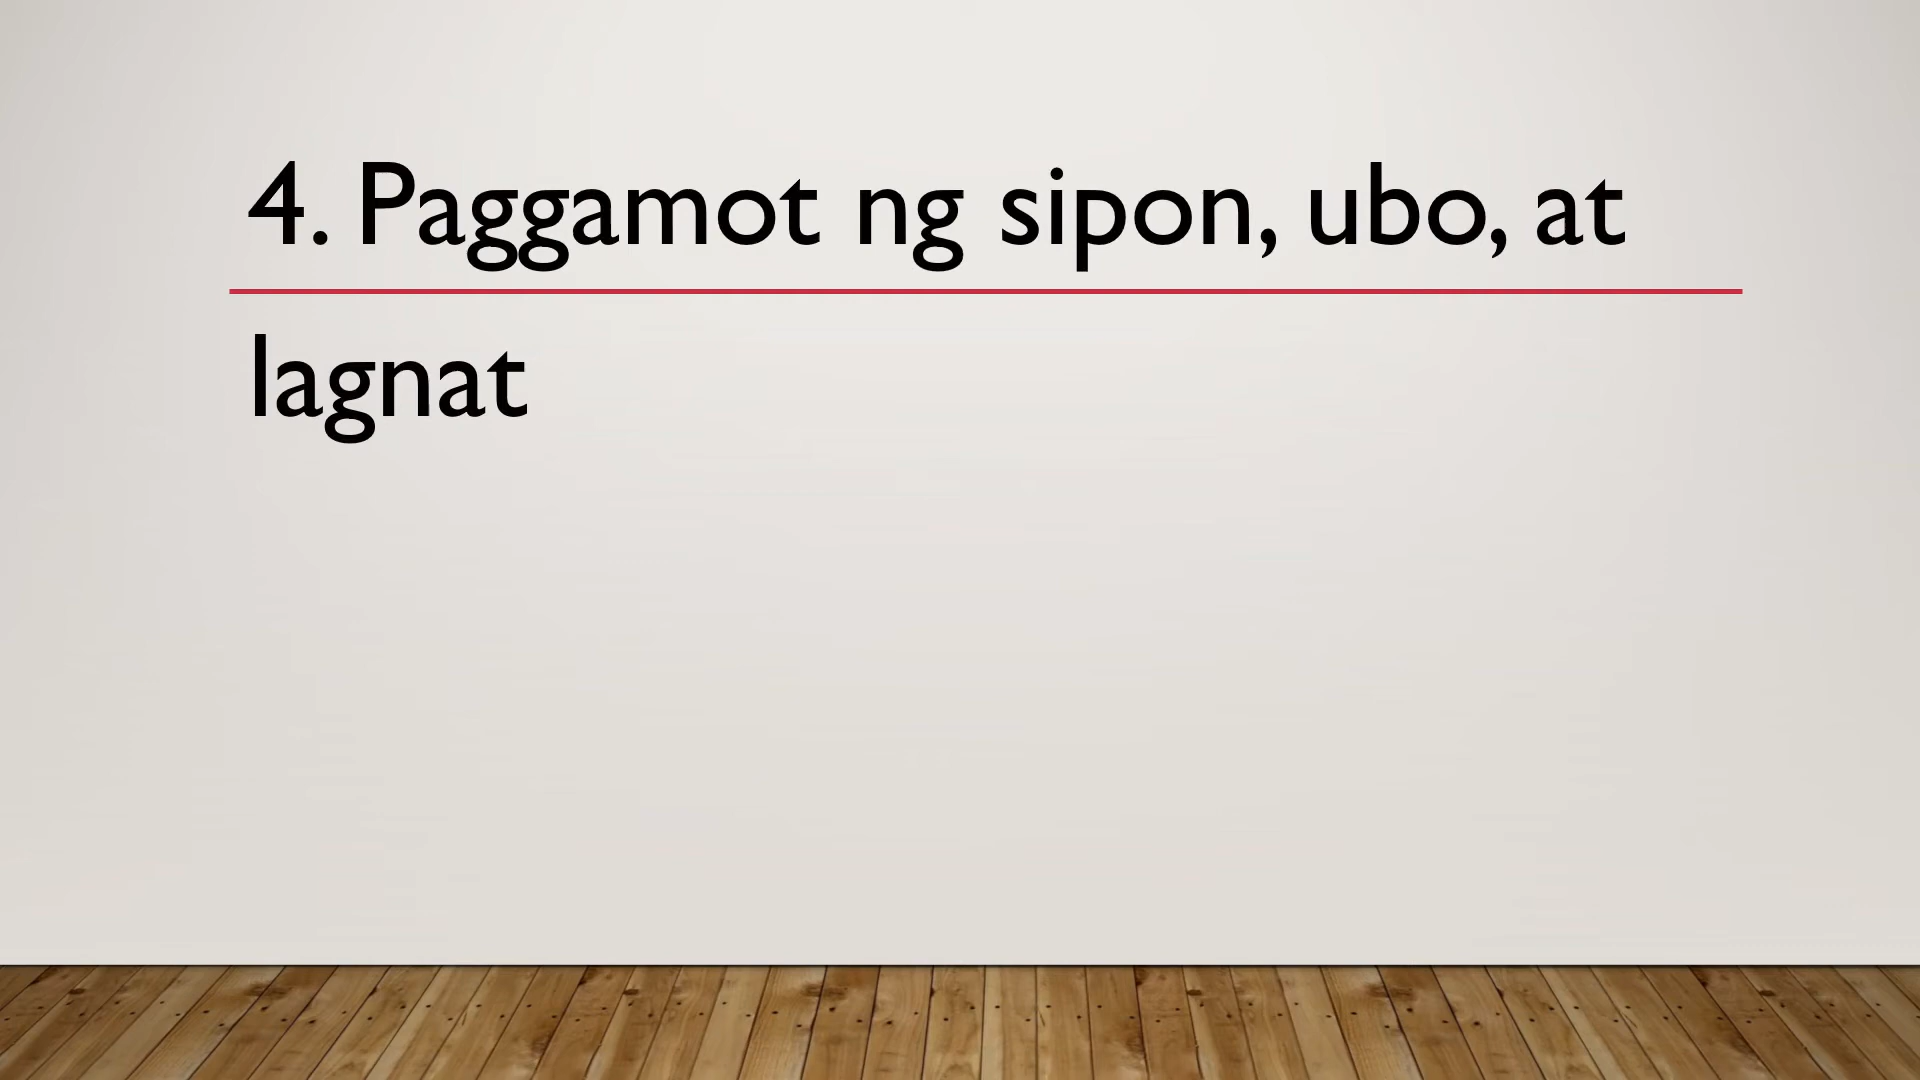 4. Paggamot ng sipon, ubo, at
lagnat